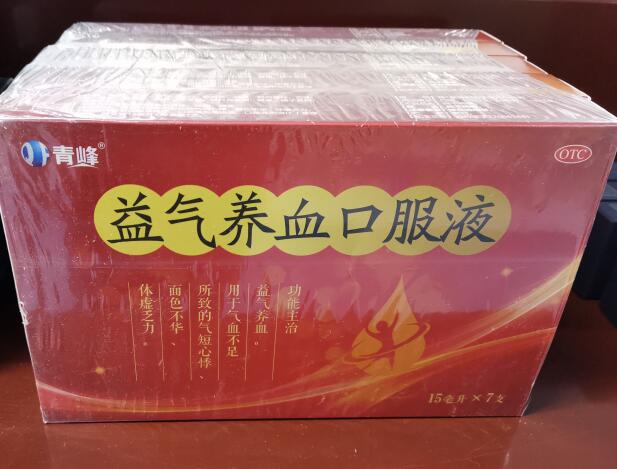 青峰®
OTC
益气养血口服液
功能主治
益气养血。
用于气血不足
所致的气短心悸、
面色不华、
体虚乏力。
15毫升×7支